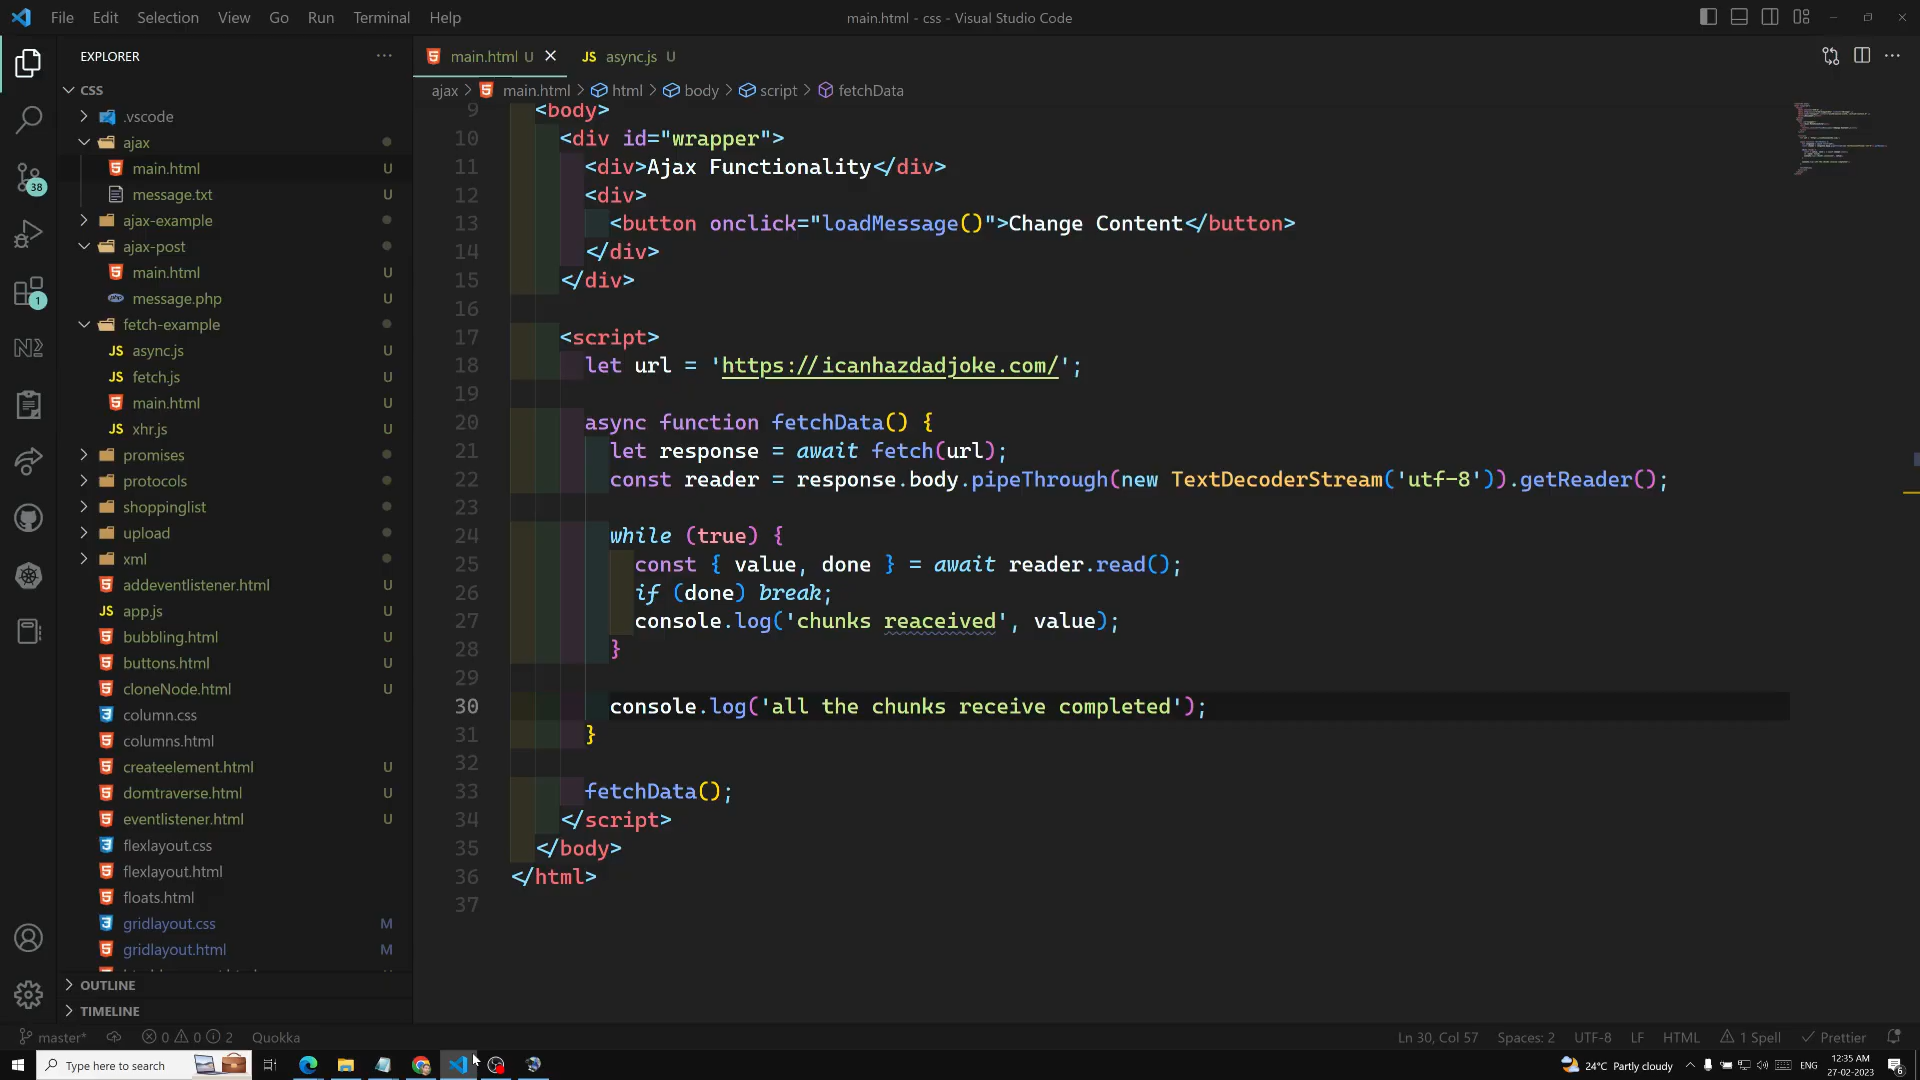 File Edit Selection View Go Run Terminal Help
main.html - css - Visual Studio Code
EXPLORER
CSS
.vscode
ajax
main.html U
message.txt U
ajax-example
ajax-post
main.html U
message.php U
fetch-example
async.js U
fetch.js U
main.html U
xhr.js U
promises
protocols
shoppinglist
upload
xml
addeventlistener.html U
app.js U
bubbling.html U
buttons.html U
cloneNode.html U
column.css
columns.html
createelement.html U
domtraverse.html U
eventlistener.html U
flexlayout.css
flexlayout.html
floats.html
gridlayout.css M
gridlayout.html M
OUTLINE
TIMELINE
38
1
main.html U
JS async.js U
ajax > main.html > html > body > script > fetchData
9 <body>
10 <div id="wrapper">
11 <div>Ajax Functionality</div>
12 <div>
13 <button onclick="loadMessage()">Change Content</button>
14 </div>
15 </div>
16
17 <script>
18 let url = 'https://icanhazdadjoke.com/';
19
20 async function fetchData() {
21 let response = await fetch(url);
22 const reader = response.body.pipeThrough(new TextDecoderStream('utf-8')).getReader();
23
24 while (true) {
25 const { value, done } = await reader.read();
26 if (done) break;
27 console.log('chunks reaceived', value);
28 }
29
30 console.log('all the chunks receive completed');
31 }
32
33 fetchData();
34 </script>
35 </body>
36 </html>
37
master* 0 0 2 Quokka
Ln 30, Col 57 Spaces: 2 UTF-8 LF HTML 1 Spell Prettier
Type here to search
24°C Partly cloudy ENG
12:35 AM
27-02-2023
6